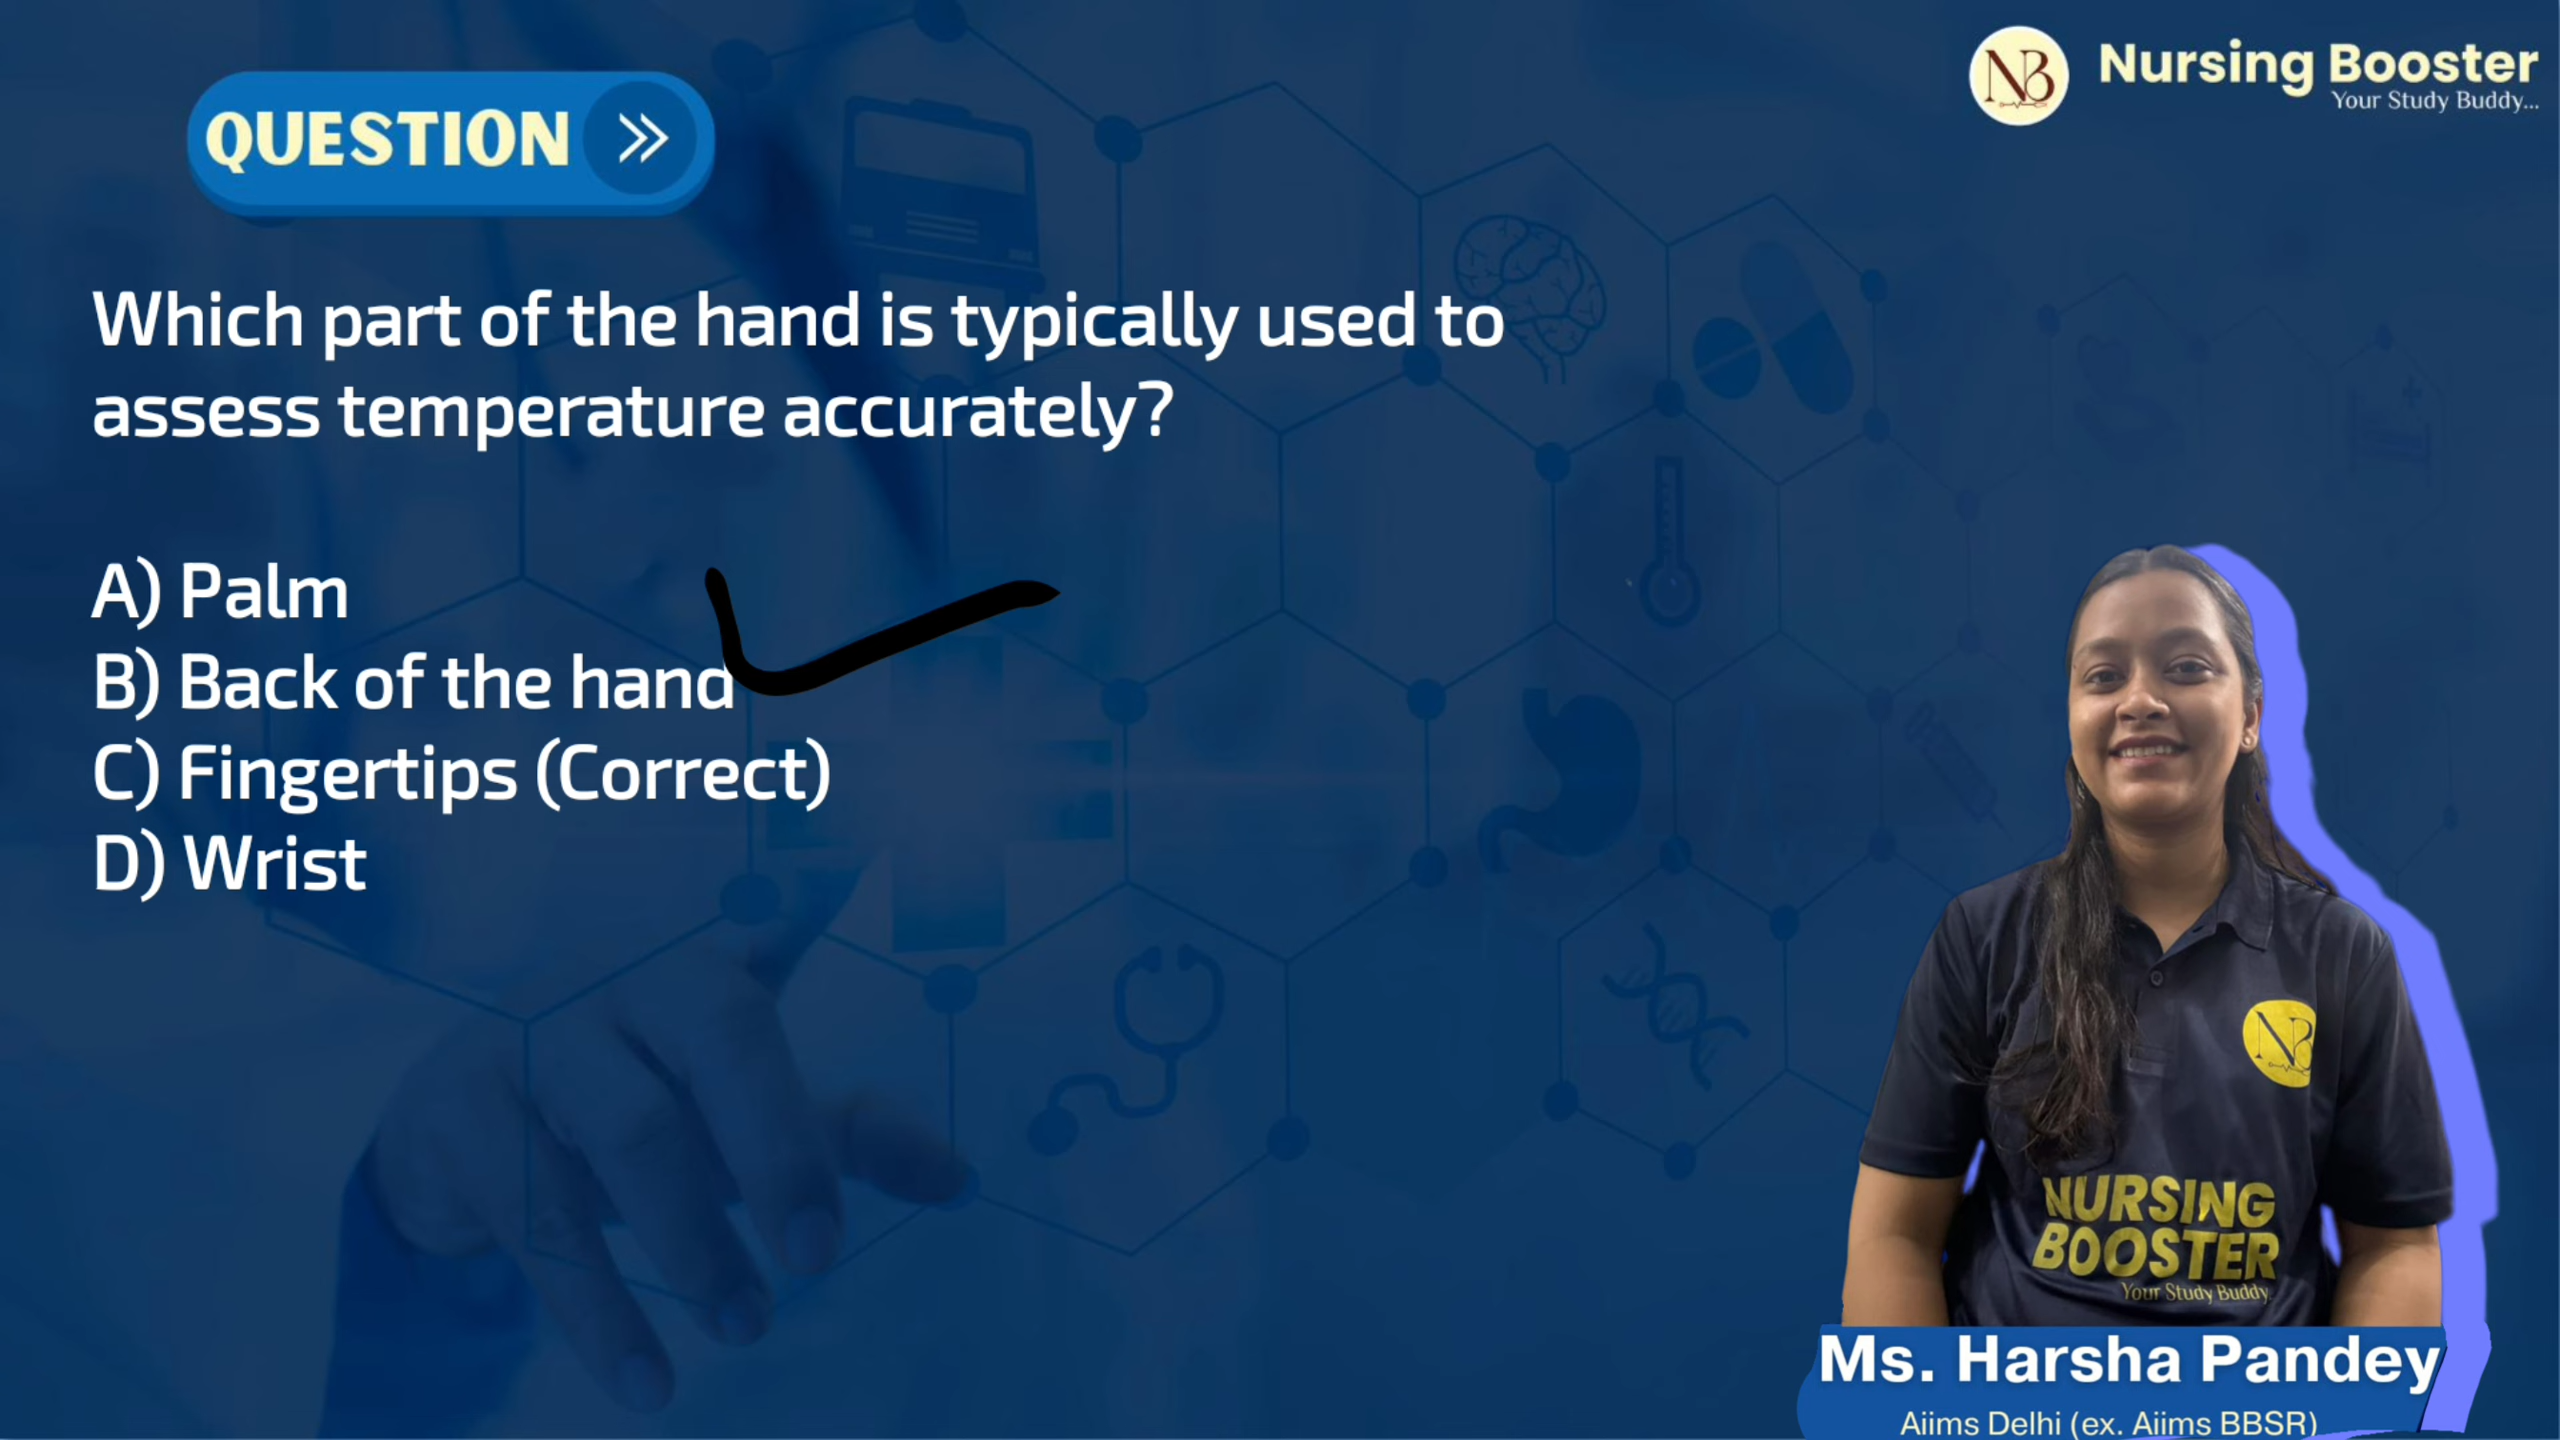 QUESTION >>
NB Nursing Booster
Your Study Buddy...
Which part of the hand is typically used to
assess temperature accurately?
A) Palm
B) Back of the hand
C) Fingertips (Correct)
D) Wrist
NB
NURSING
BOOSTER
Your Study Buddy.
Ms. Harsha Pandey
Aiims Delhi (ex. Aiims BBSR)